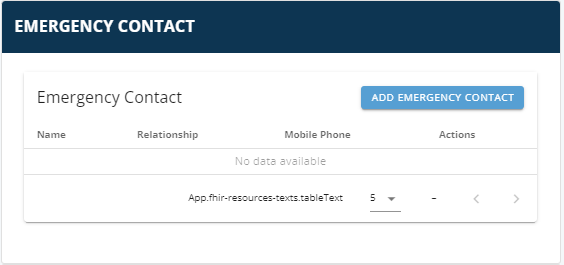 EMERGENCY CONTACT
Emergency Contact
ADD EMERGENCY CONTACT
Name Relationship Mobile Phone Actions
No data available
App.fhir-resources-texts.tableText 5 –